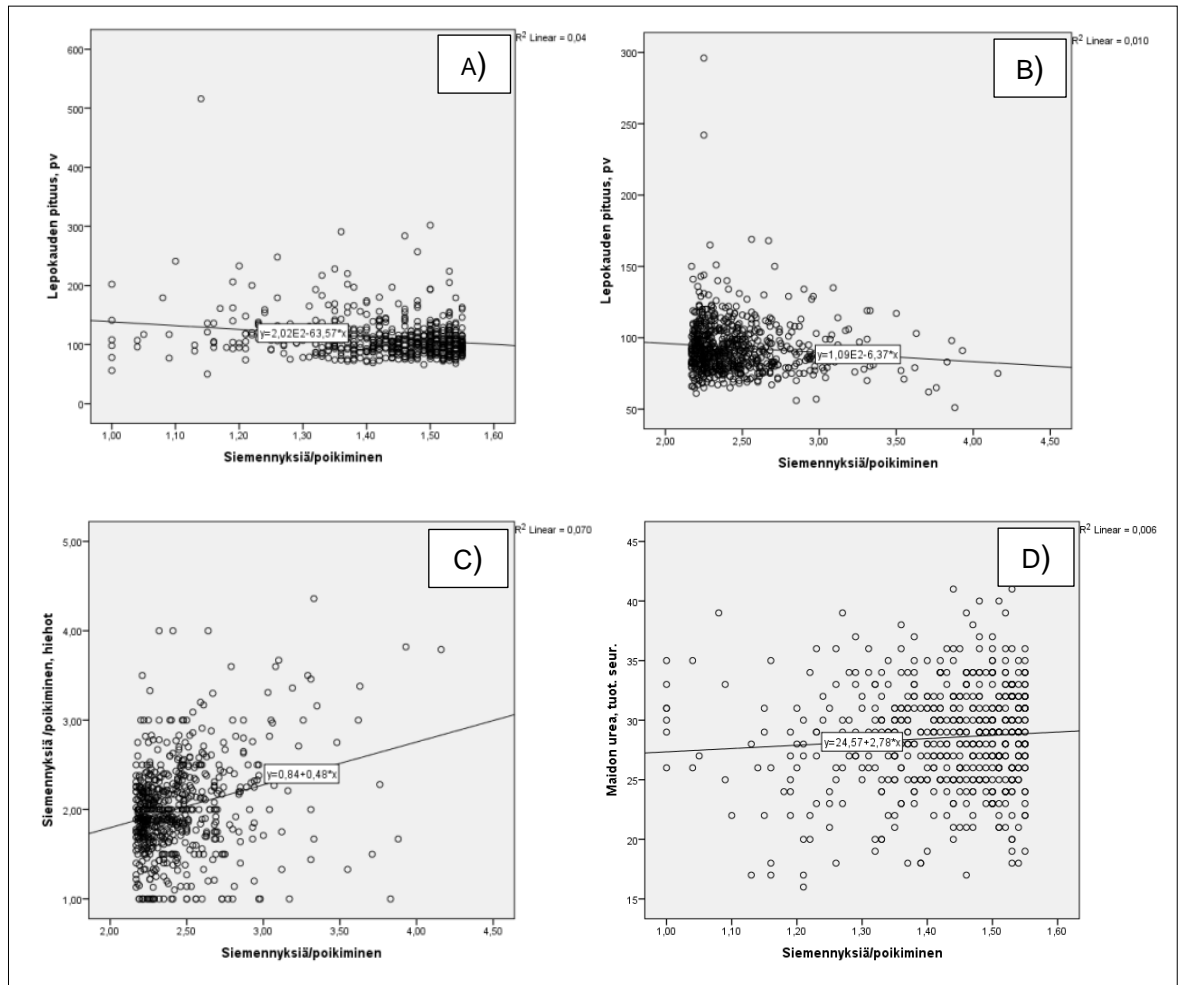 R² Linear = 0,04
A)
600
500
400
300
200
100
0
Lepokauden pituus, pv
y=2,02E2-63,57*x
1,00 1,10 1,20 1,30 1,40 1,50 1,60
Siemennyksiä/poikiminen
R² Linear = 0,010
B)
300
250
200
150
100
50
Lepokauden pituus, pv
y=1,09E2-6,37*x
2,00 2,50 3,00 3,50 4,00 4,50
Siemennyksiä/poikiminen
R² Linear = 0,070
C)
5,00
4,00
3,00
2,00
1,00
Siemennyksiä /poikiminen, hiehot
y=0,84+0,48*x
2,00 2,50 3,00 3,50 4,00 4,50
Siemennyksiä/poikiminen
R² Linear = 0,006
D)
45
40
35
30
25
20
15
Maidon urea, tuot. seur.
y=24,57+2,78*x
1,00 1,10 1,20 1,30 1,40 1,50 1,60
Siemennyksiä/poikiminen